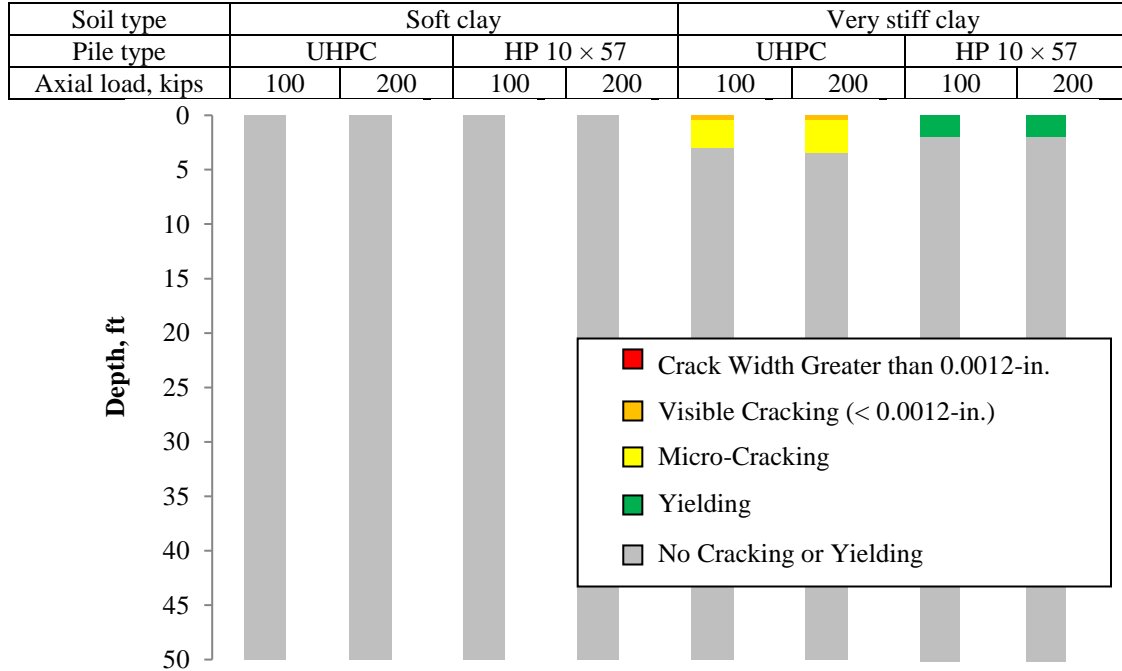 Soil type Soft clay Very stiff clay
Pile type UHPC HP 10 × 57 UHPC HP 10 × 57
Axial load, kips 100 200 100 200 100 200 100 200
0
5
10
15
20
25
30
35
40
45
50
Depth, ft
Crack Width Greater than 0.0012-in.
Visible Cracking (< 0.0012-in.)
Micro-Cracking
Yielding
No Cracking or Yielding